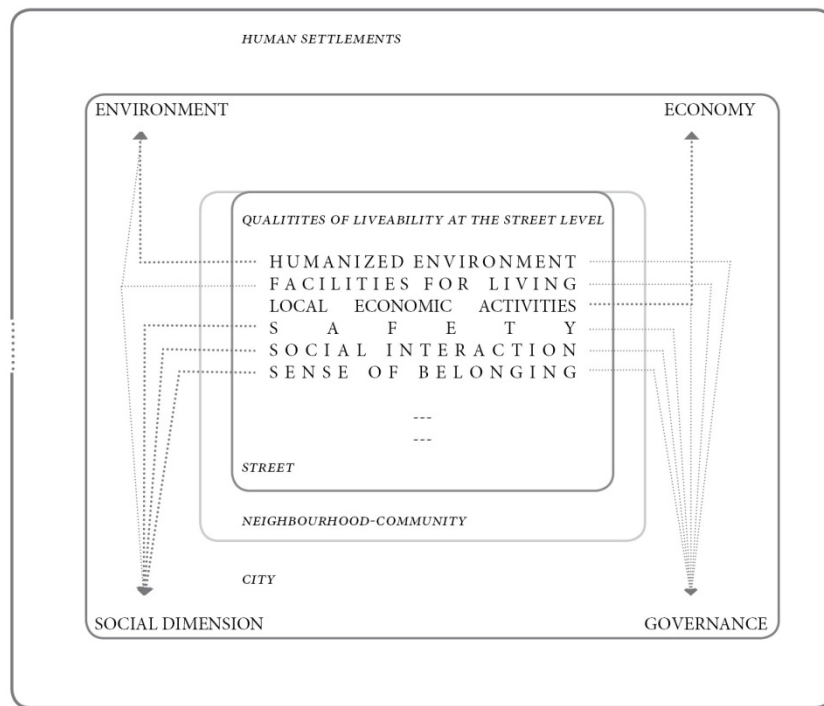 HUMAN SETTLEMENTS
ENVIRONMENT
ECONOMY
QUALITITES OF LIVEABILITY AT THE STREET LEVEL
HUMANIZED ENVIRONMENT
FACILITIES FOR LIVING
LOCAL ECONOMIC ACTIVITIES
SAFETY
SOCIAL INTERACTION
SENSE OF BELONGING
---
---
STREET
NEIGHBOURHOOD-COMMUNITY
CITY
SOCIAL DIMENSION
GOVERNANCE